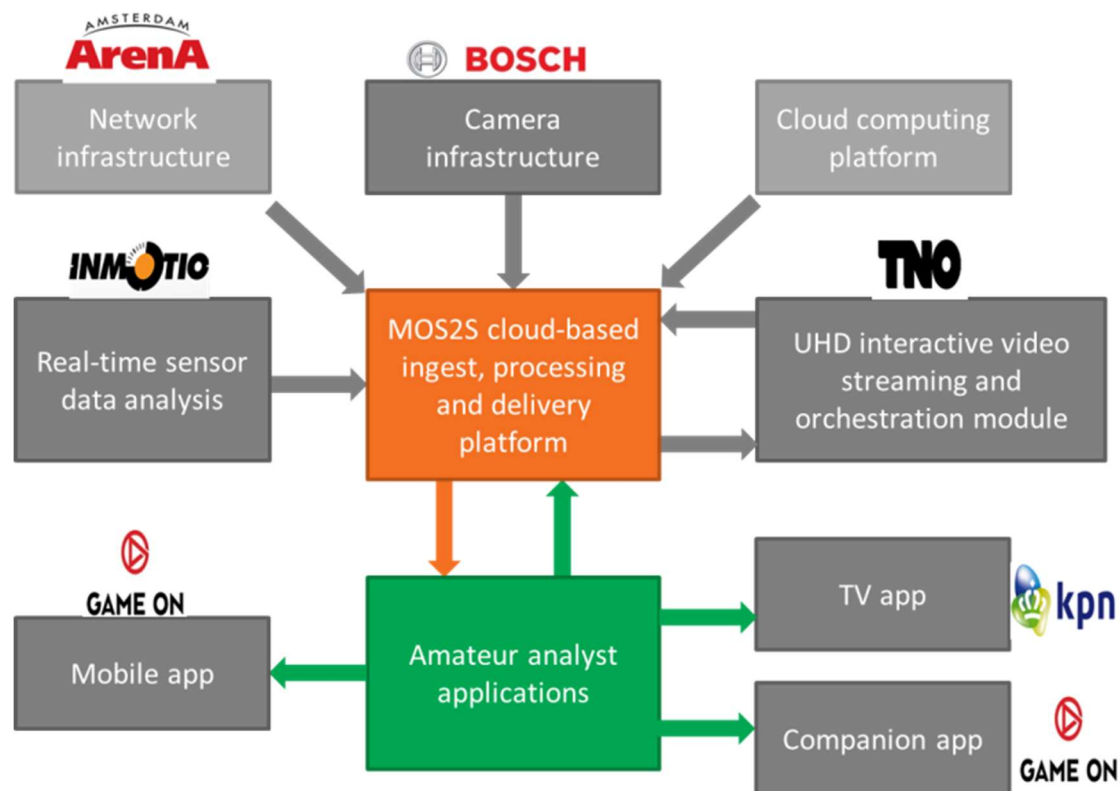 AMSTERDAM
ArenA
Network
infrastructure
BOSCH
Camera
infrastructure
Cloud computing
platform
INMOTIO
Real-time sensor
data analysis
MOS2S cloud-based
ingest, processing
and delivery
platform
TNO
UHD interactive video
streaming and
orchestration module
GAME ON
Mobile app
Amateur analyst
applications
TV app
kpn
Companion app
GAME ON